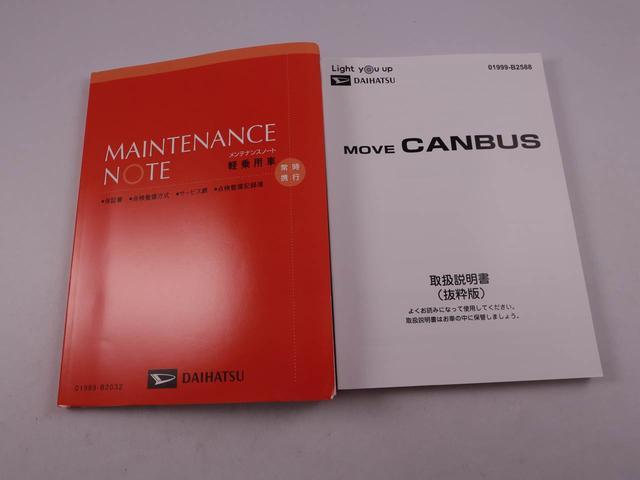 MAINTENANCE
NOTE
メンテナンスノート
軽乗用車
常時
携行
●保証書 ●点検整備方式 ●サービス網 ●点検整備記録簿
DAIHATSU
01999-B2032
Light you up
DAIHATSU
01999-B2588
MOVE CANBUS
取扱説明書
(抜粋版)
よくお読みになって使用してください。
取扱説明書はお車の中に保管しましょう。